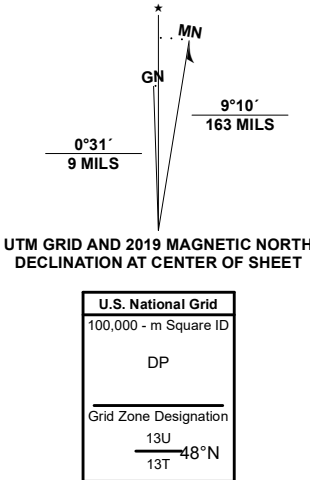 ★
MN
GN
9°10´
163 MILS
0°31´
9 MILS
UTM GRID AND 2019 MAGNETIC NORTH
DECLINATION AT CENTER OF SHEET
U.S. National Grid
100,000 - m Square ID
DP
Grid Zone Designation
13U
48°N
13T